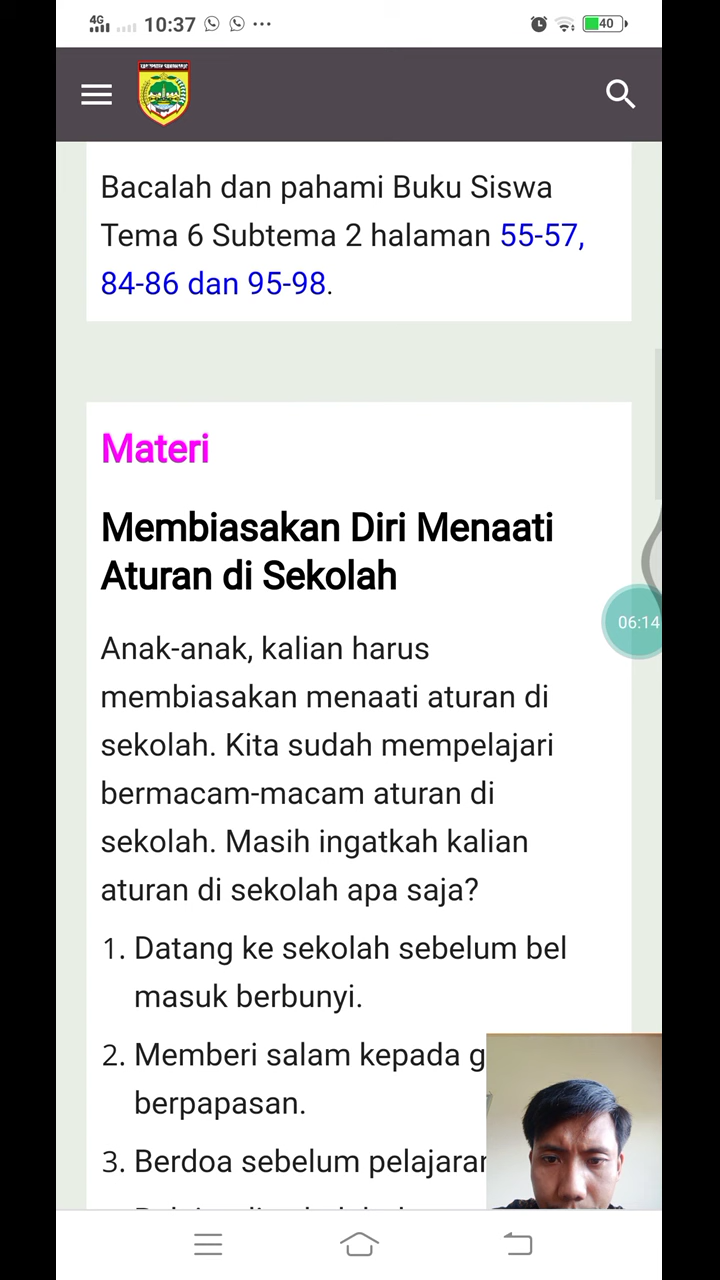 4G 10:37 ... 40
Bacalah dan pahami Buku Siswa
Tema 6 Subtema 2 halaman 55-57,
84-86 dan 95-98.
Materi
Membiasakan Diri Menaati
Aturan di Sekolah
06:14
Anak-anak, kalian harus
membiasakan menaati aturan di
sekolah. Kita sudah mempelajari
bermacam-macam aturan di
sekolah. Masih ingatkah kalian
aturan di sekolah apa saja?
1. Datang ke sekolah sebelum bel
masuk berbunyi.
2. Memberi salam kepada g
berpapasan.
3. Berdoa sebelum pelajaran